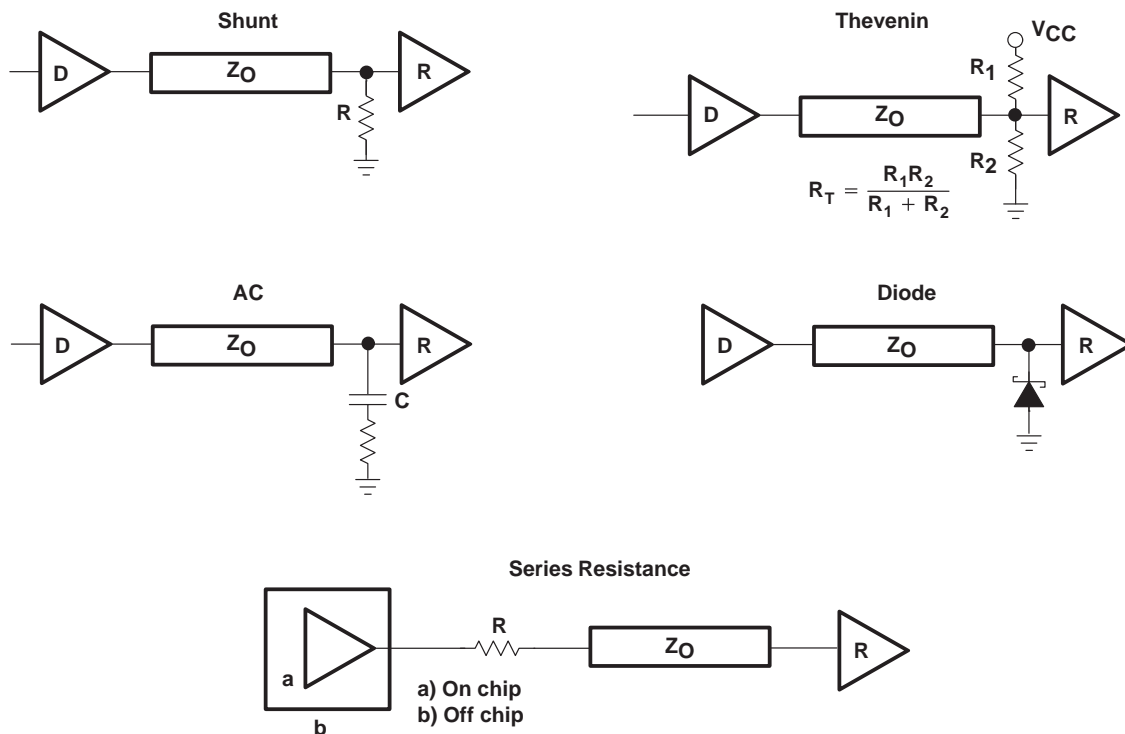 Shunt
D
ZO
R
R
Thevenin
VCC
R1
D
ZO
R
R2
RT = R1R2 / R1 + R2
AC
D
ZO
R
C
Diode
D
ZO
R
Series Resistance
R
ZO
R
a
a) On chip
b) Off chip
b